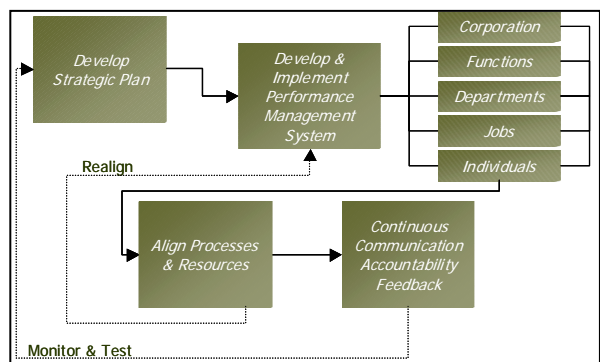 Develop
Strategic Plan
Develop &
Implement
Performance
Management
System
Corporation
Functions
Departments
Jobs
Individuals
Realign
Align Processes
& Resources
Continuous
Communication
Accountability
Feedback
Monitor & Test